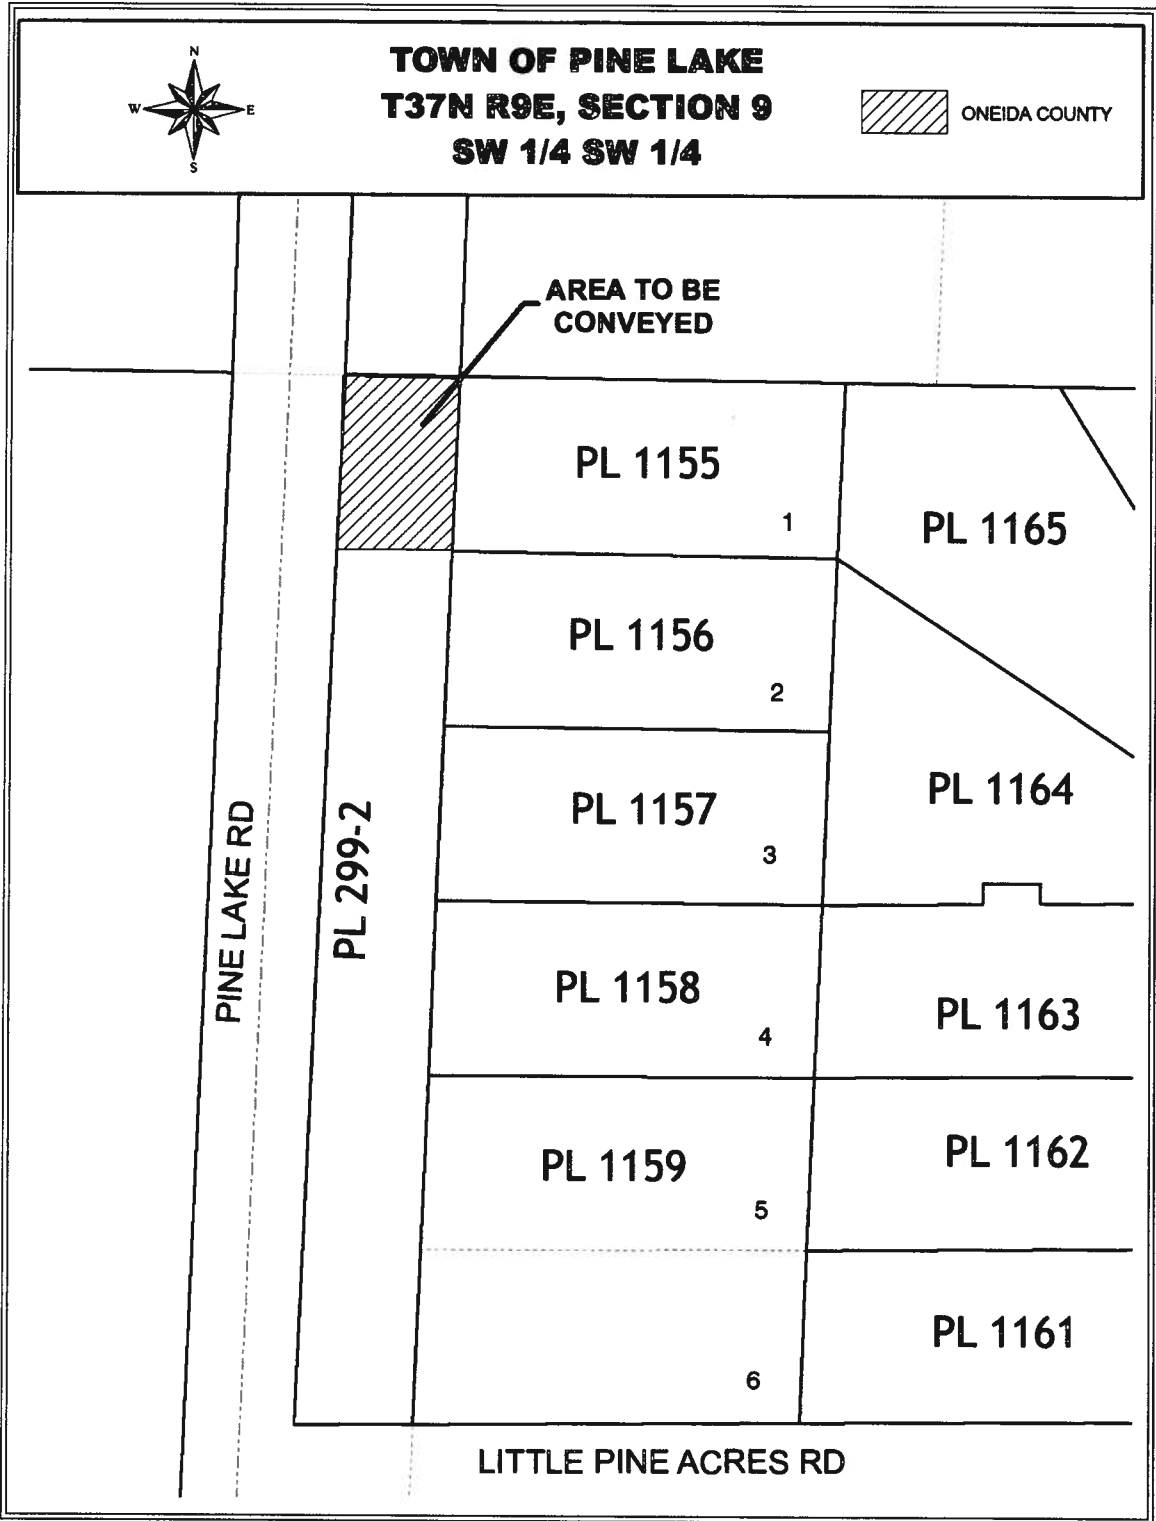 N
W
E
S
TOWN OF PINE LAKE
T37N R9E, SECTION 9
SW 1/4 SW 1/4
ONEIDA COUNTY
AREA TO BE
CONVEYED
PL 1155
1
PL 1165
PL 1156
2
PL 1157
3
PL 1164
PINE LAKE RD
PL 299-2
PL 1158
4
PL 1163
PL 1159
5
PL 1162
PL 1161
6
LITTLE PINE ACRES RD